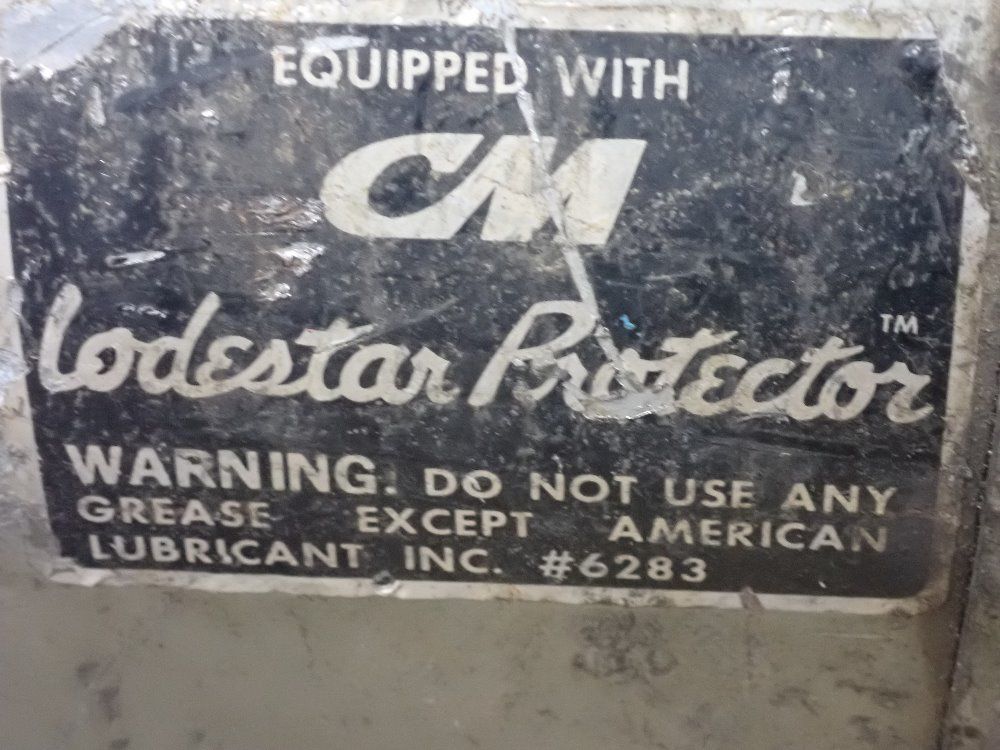 EQUIPPED WITH
CM
Lodestar Protector™
WARNING: DO NOT USE ANY
GREASE EXCEPT AMERICAN
LUBRICANT INC. #6283